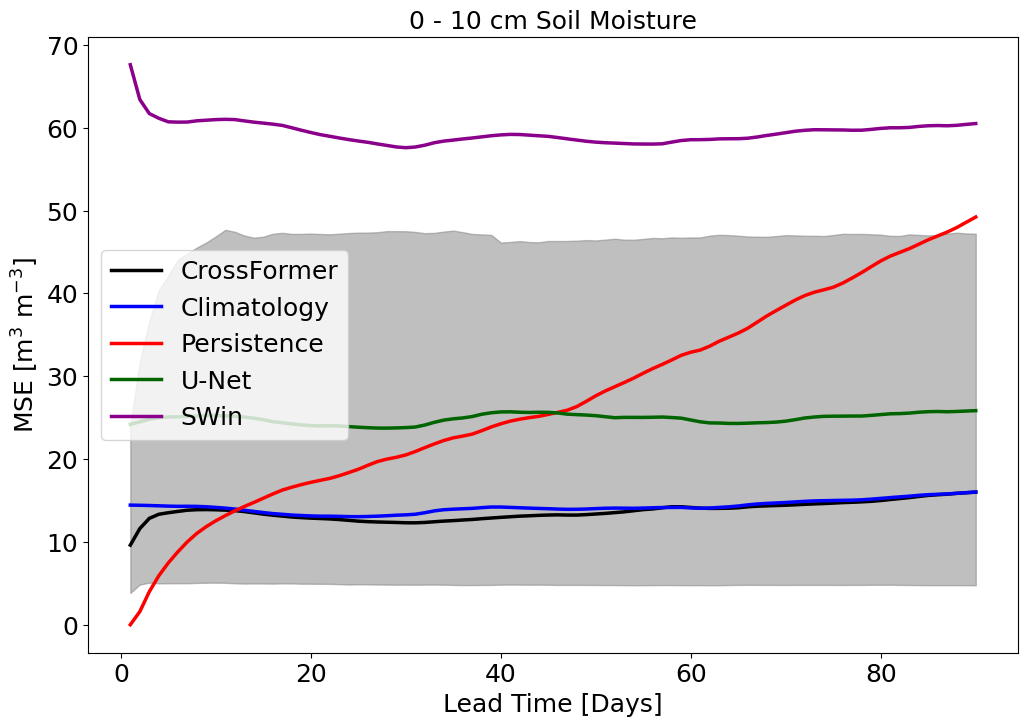 0 - 10 cm Soil Moisture
MSE [m³ m⁻³]
70
60
50
40
30
20
10
0
CrossFormer
Climatology
Persistence
U-Net
SWin
0 20 40 60 80
Lead Time [Days]